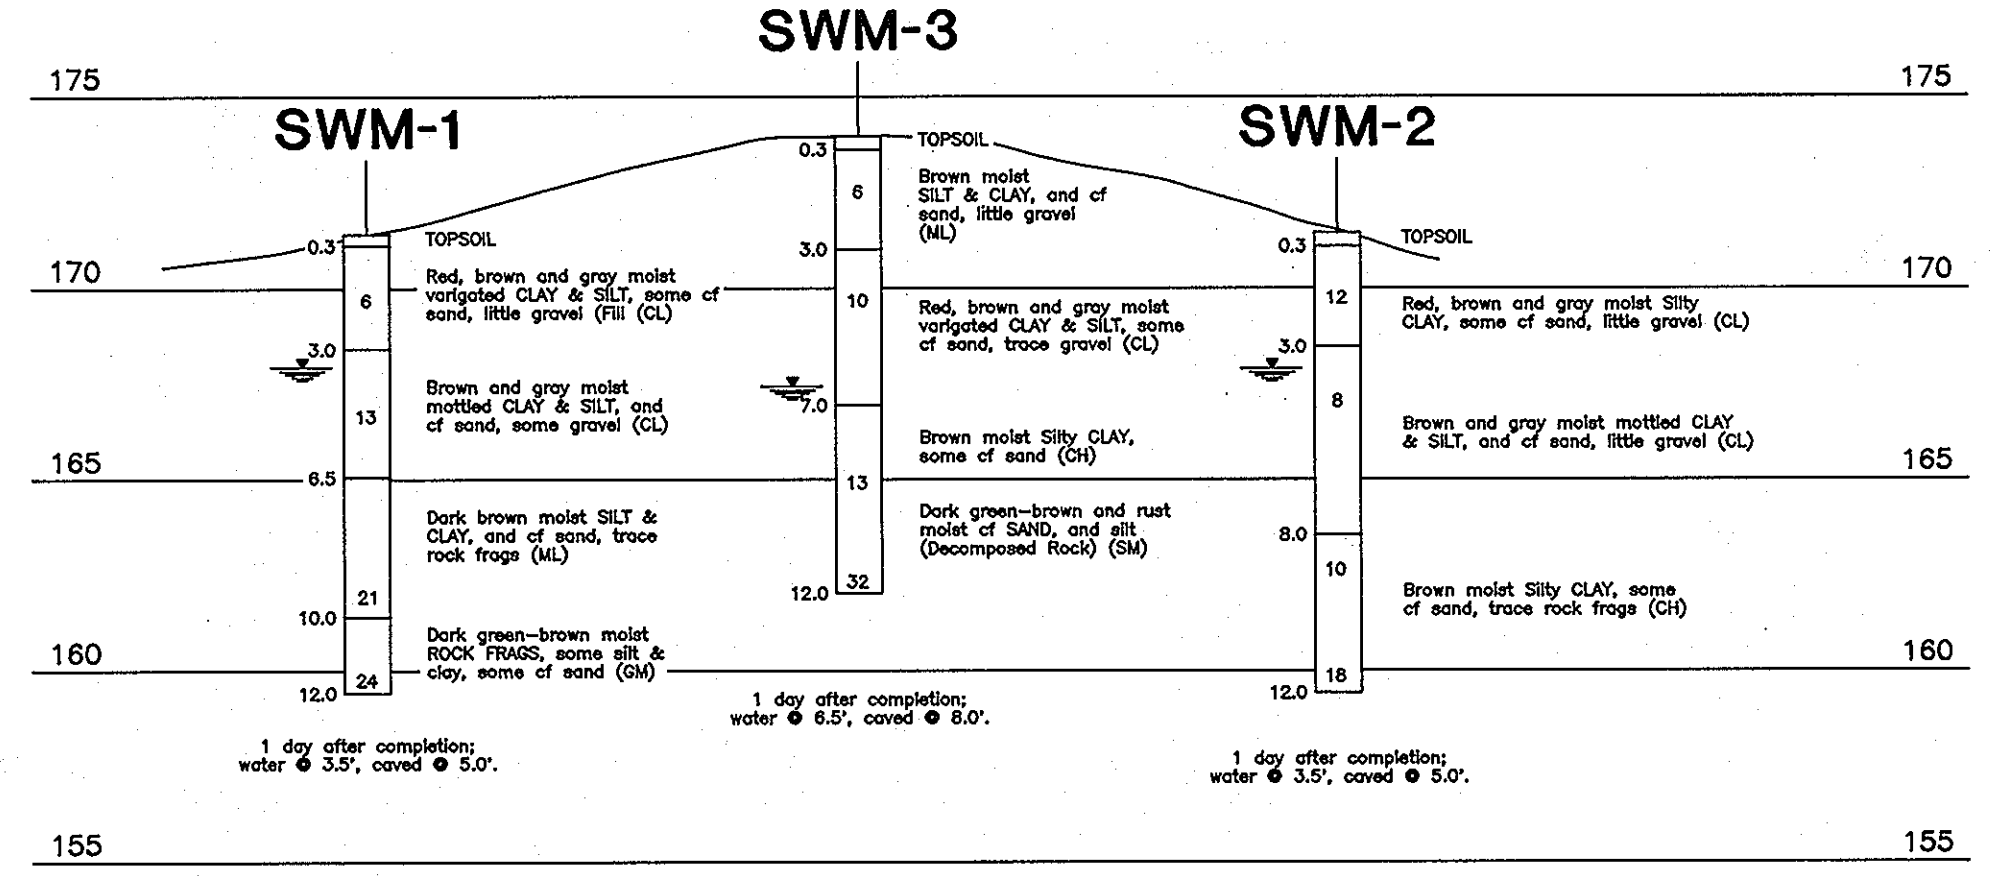 SWM-3
175
175
SWM-1
SWM-2
TOPSOIL
0.3
6
Brown moist
SILT & CLAY, and cf
sand, little gravel
(ML)
3.0
10
Red, brown and gray moist
varigated CLAY & SILT, some
cf sand, trace gravel (CL)
7.0
Brown moist Silty CLAY,
some cf sand (CH)
13
Dark green-brown and rust
moist cf SAND, and silt
(Decomposed Rock) (SM)
32
12.0
1 day after completion;
water @ 6.5', caved @ 8.0'.
TOPSOIL
0.3
170
6
Red, brown and gray moist
varigated CLAY & SILT, some cf
sand, little gravel (Fill (CL)
3.0
13
Brown and gray moist
mottled CLAY & SILT, and
cf sand, some gravel (CL)
165
6.5
Dark brown moist SILT &
CLAY, and cf sand, trace
rock frags (ML)
21
10.0
Dark green-brown moist
ROCK FRAGS, some silt &
clay, some cf sand (GM)
160
24
12.0
1 day after completion;
water @ 3.5', caved @ 5.0'.
155
TOPSOIL
0.3
170
12
Red, brown and gray moist Silty
CLAY, some cf sand, little gravel (CL)
3.0
8
Brown and gray moist mottled CLAY
& SILT, and cf sand, little gravel (CL)
165
8.0
10
Brown moist Silty CLAY, some
cf sand, trace rock frags (CH)
160
18
12.0
1 day after completion;
water @ 3.5', caved @ 5.0'.
155